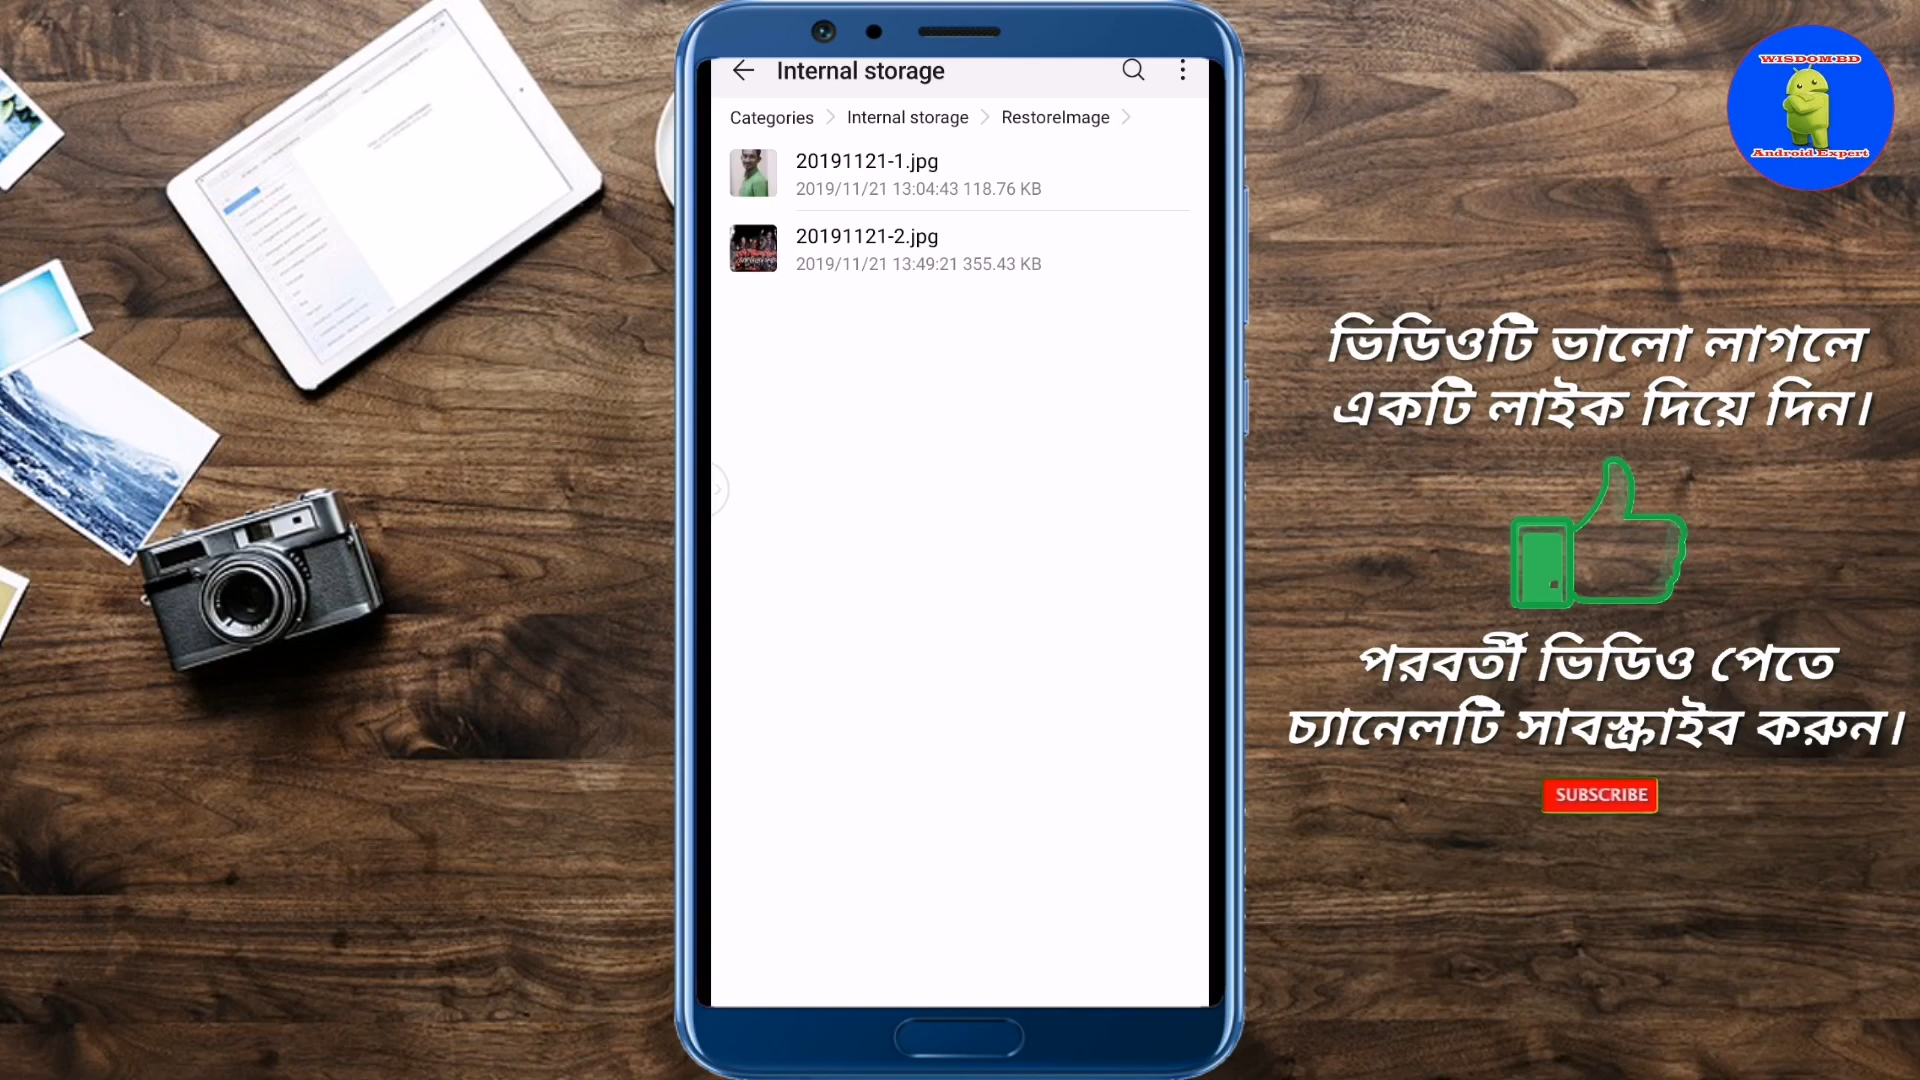 Internal storage
Categories
Internal storage
RestoreImage
20191121-1.jpg
2019/11/21 13:04:43 118.76 KB
20191121-2.jpg
2019/11/21 13:49:21 355.43 KB
WISDOM BD
Android Expert
ভিডিওটি ভালো লাগলে
একটি লাইক দিয়ে দিন।
পরবর্তী ভিডিও পেতে
চ্যানেলটি সাবস্ক্রাইব করুন।
SUBSCRIBE